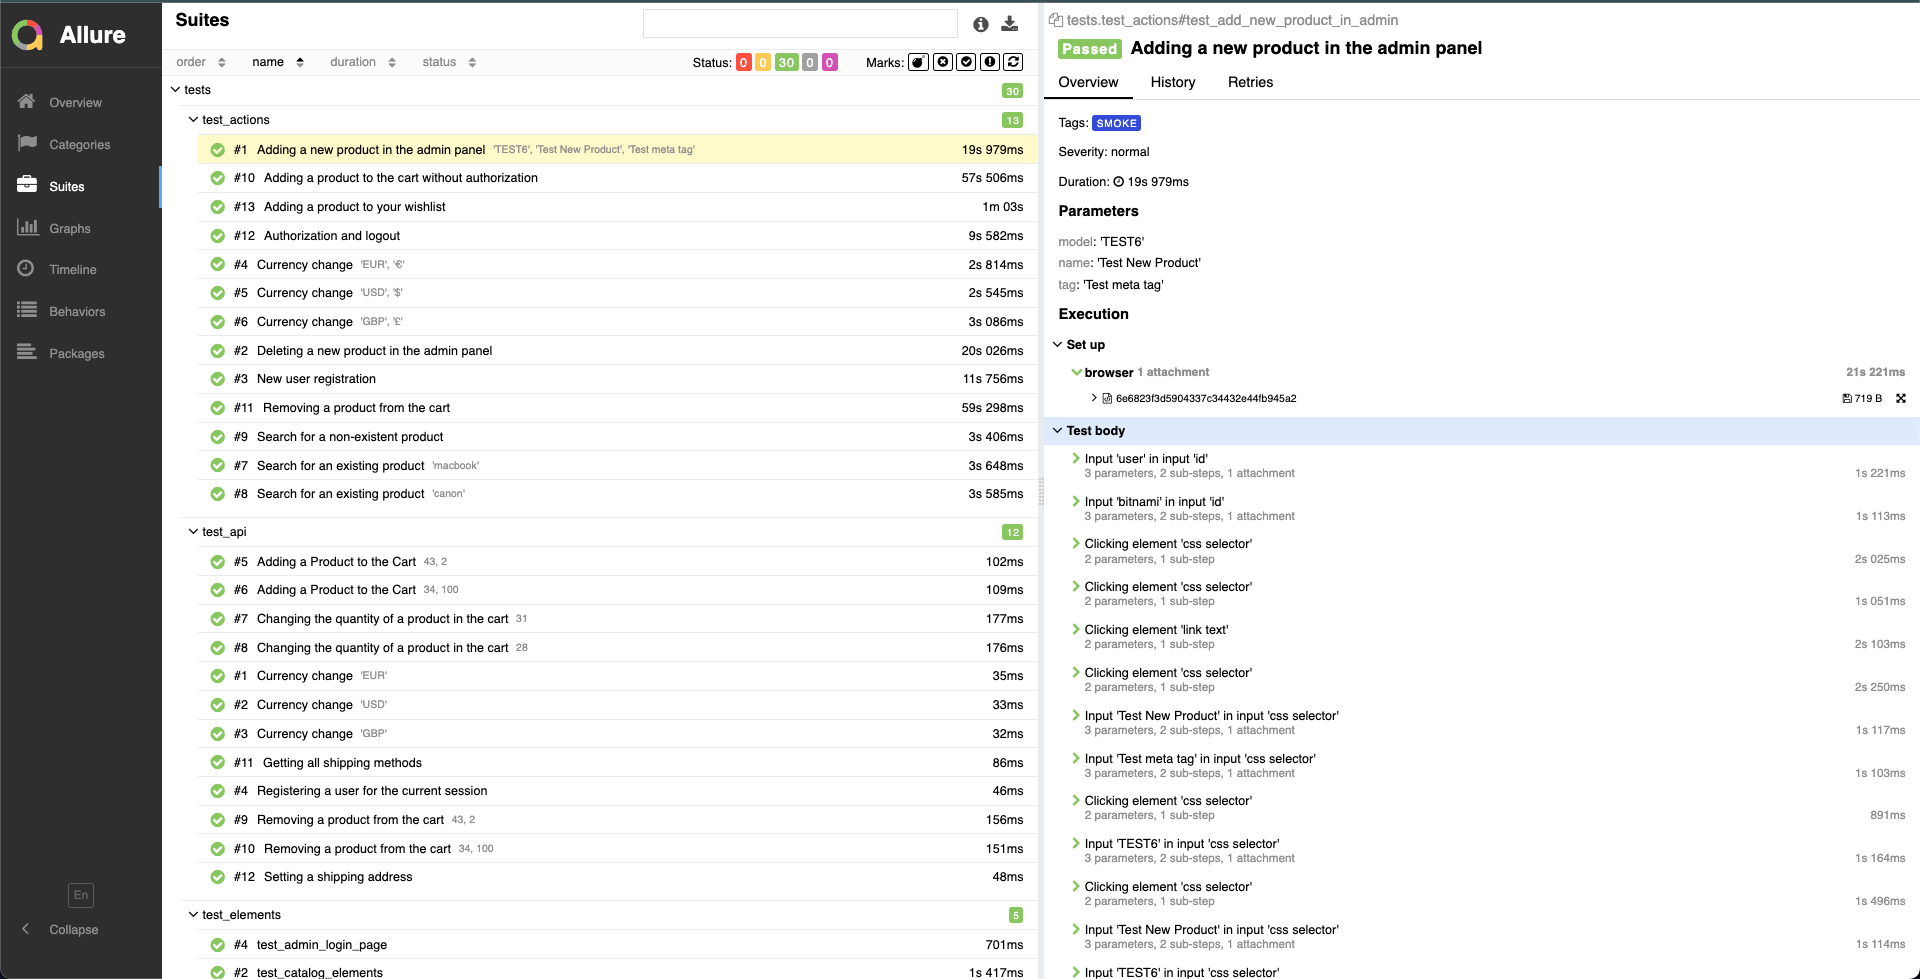 Allure
Overview
Categories
Suites
Graphs
Timeline
Behaviors
Packages
En
Collapse
Suites
order name duration status
Status: 0 0 30 0 0 Marks:
tests 30
test_actions 13
#1 Adding a new product in the admin panel 'TEST6', 'Test New Product', 'Test meta tag' 19s 979ms
#10 Adding a product to the cart without authorization 57s 506ms
#13 Adding a product to your wishlist 1m 03s
#12 Authorization and logout 9s 582ms
#4 Currency change 'EUR', '€' 2s 814ms
#5 Currency change 'USD', '$' 2s 545ms
#6 Currency change 'GBP', '£' 3s 086ms
#2 Deleting a new product in the admin panel 20s 026ms
#3 New user registration 11s 756ms
#11 Removing a product from the cart 59s 298ms
#9 Search for a non-existent product 3s 406ms
#7 Search for an existing product 'macbook' 3s 648ms
#8 Search for an existing product 'canon' 3s 585ms
test_api 12
#5 Adding a Product to the Cart 43, 2 102ms
#6 Adding a Product to the Cart 34, 100 109ms
#7 Changing the quantity of a product in the cart 31 177ms
#8 Changing the quantity of a product in the cart 28 176ms
#1 Currency change 'EUR' 35ms
#2 Currency change 'USD' 33ms
#3 Currency change 'GBP' 32ms
#11 Getting all shipping methods 86ms
#4 Registering a user for the current session 46ms
#9 Removing a product from the cart 43, 2 156ms
#10 Removing a product from the cart 34, 100 151ms
#12 Setting a shipping address 48ms
test_elements 5
#4 test_admin_login_page 701ms
#2 test_catalog_elements 1s 417ms
tests.test_actions#test_add_new_product_in_admin
Passed Adding a new product in the admin panel
Overview History Retries
Tags: SMOKE
Severity: normal
Duration: 19s 979ms
Parameters
model: 'TEST6'
name: 'Test New Product'
tag: 'Test meta tag'
Execution
Set up
browser 1 attachment 21s 221ms
6e6823f3d5904337c34432e44fb945a2 719 B
Test body
Input 'user' in input 'id'
3 parameters, 2 sub-steps, 1 attachment 1s 221ms
Input 'bitnami' in input 'id'
3 parameters, 2 sub-steps, 1 attachment 1s 113ms
Clicking element 'css selector'
2 parameters, 1 sub-step 2s 025ms
Clicking element 'css selector'
2 parameters, 1 sub-step 1s 051ms
Clicking element 'link text'
2 parameters, 1 sub-step 2s 103ms
Clicking element 'css selector'
2 parameters, 1 sub-step 2s 250ms
Input 'Test New Product' in input 'css selector'
3 parameters, 2 sub-steps, 1 attachment 1s 117ms
Input 'Test meta tag' in input 'css selector'
3 parameters, 2 sub-steps, 1 attachment 1s 103ms
Clicking element 'css selector'
2 parameters, 1 sub-step 891ms
Input 'TEST6' in input 'css selector'
3 parameters, 2 sub-steps, 1 attachment 1s 164ms
Clicking element 'css selector'
2 parameters, 1 sub-step 1s 496ms
Input 'Test New Product' in input 'css selector'
3 parameters, 2 sub-steps, 1 attachment 1s 114ms
Input 'TEST6' in input 'css selector'